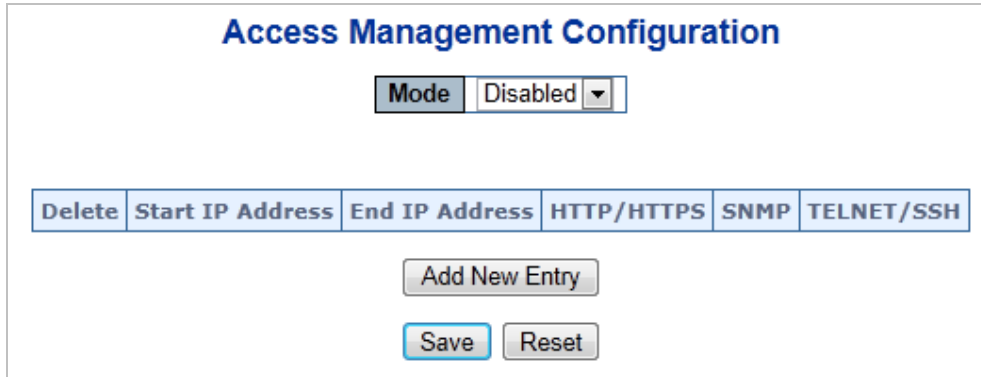 Access Management Configuration
Mode Disabled
Delete Start IP Address End IP Address HTTP/HTTPS SNMP TELNET/SSH
Add New Entry
Save Reset